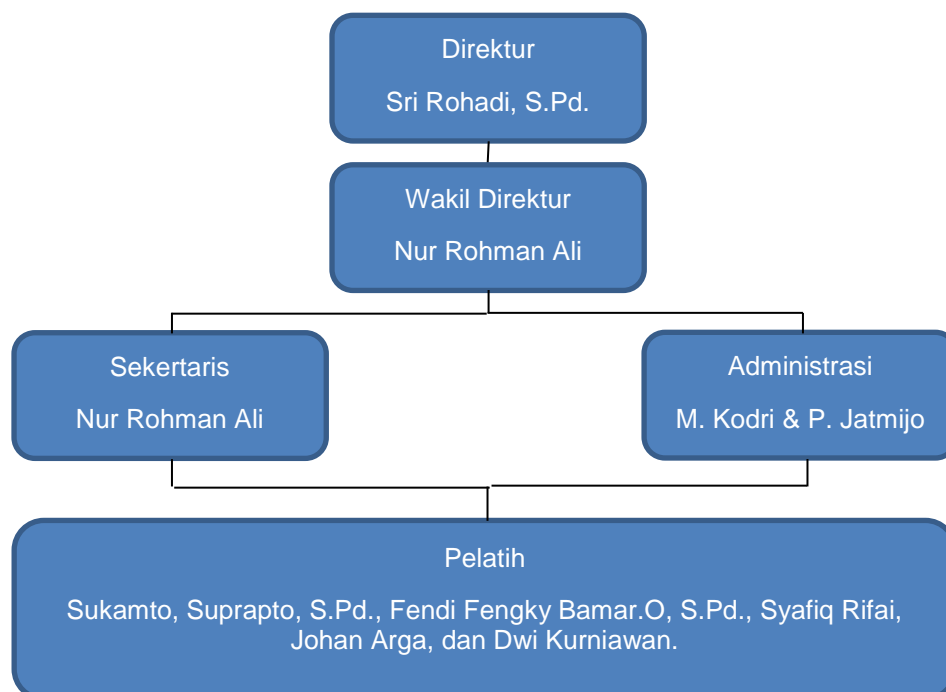 Direktur
Sri Rohadi, S.Pd.
Wakil Direktur
Nur Rohman Ali
Sekertaris
Nur Rohman Ali
Administrasi
M. Kodri & P. Jatmijo
Pelatih
Sukamto, Suprapto, S.Pd., Fendi Fengky Bamar.O, S.Pd., Syafiq Rifai,
Johan Arga, dan Dwi Kurniawan.